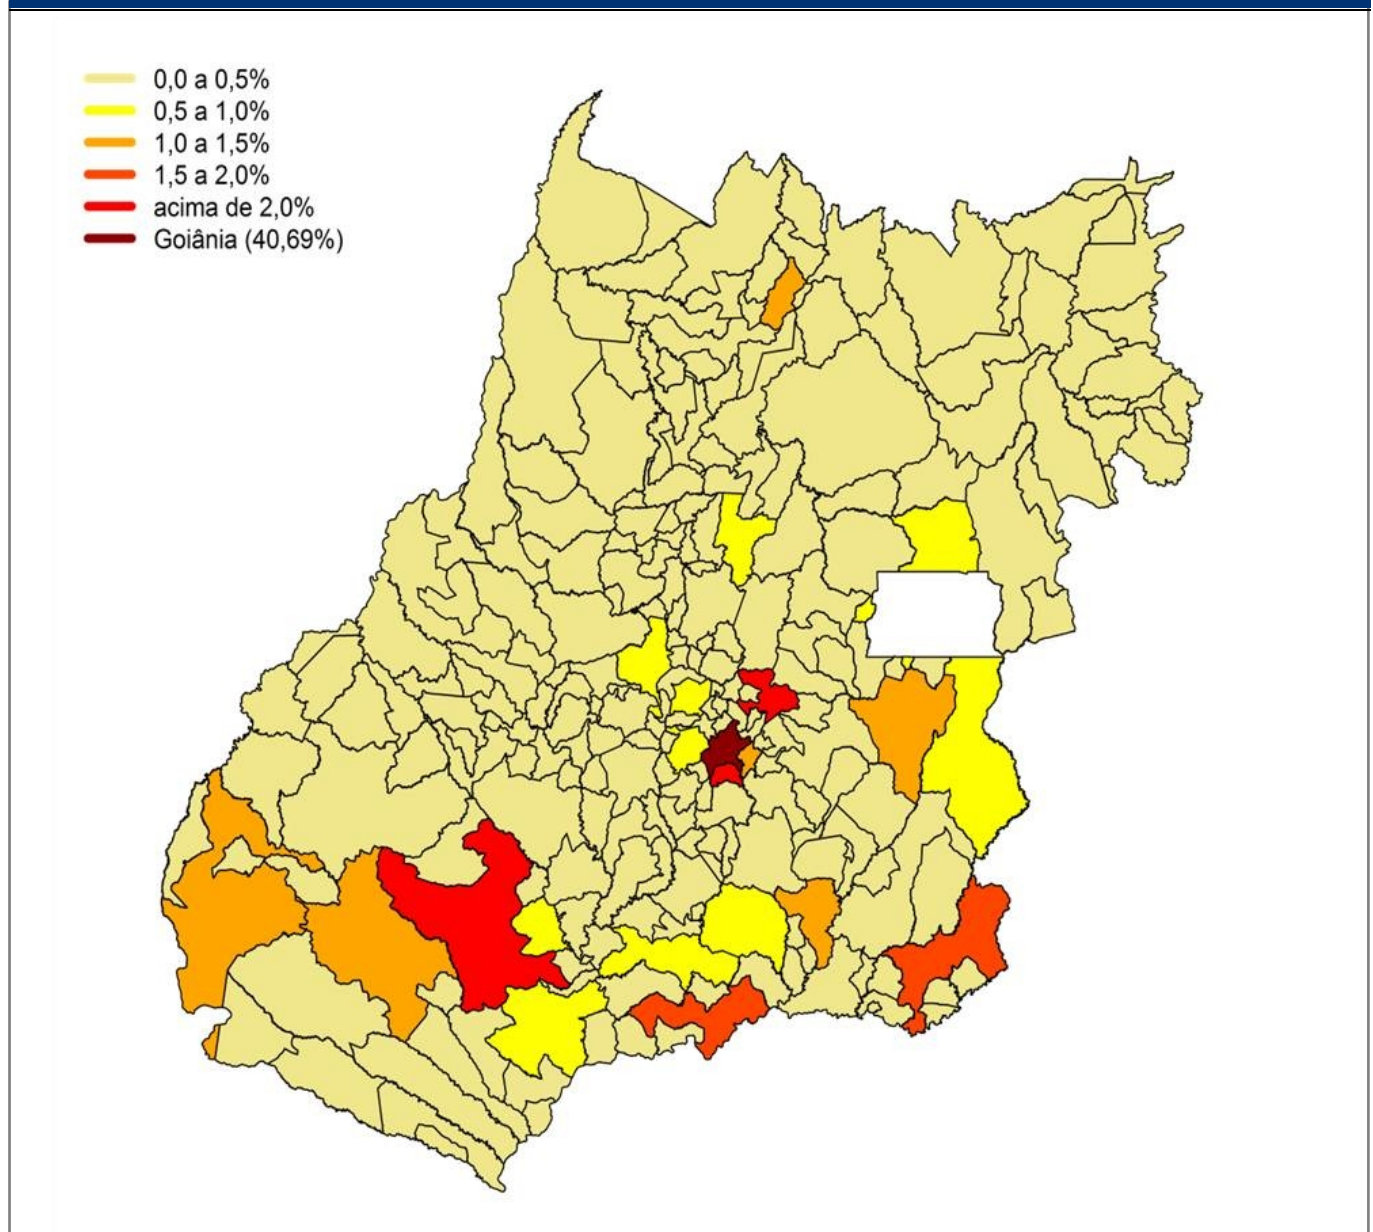 0,0 a 0,5%
0,5 a 1,0%
1,0 a 1,5%
1,5 a 2,0%
acima de 2,0%
Goiânia (40,69%)